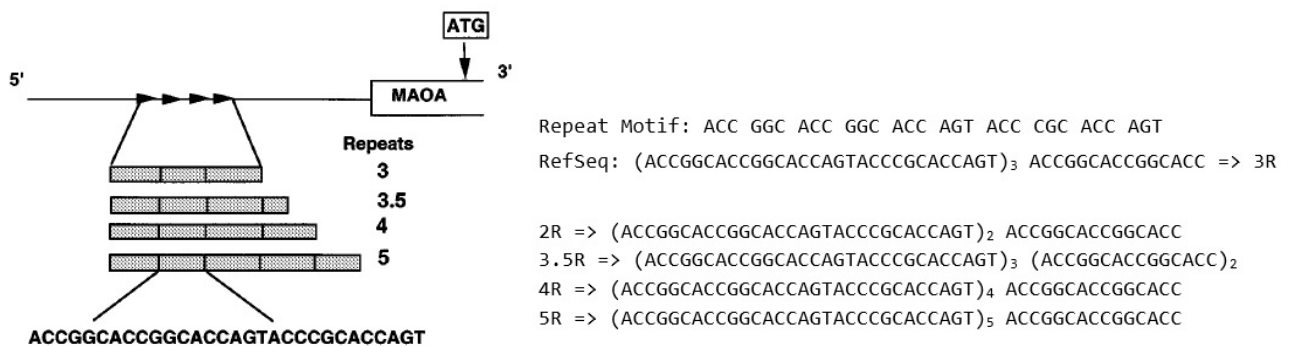 ATG
5'
3'
MAOA
Repeats
3
3.5
4
5
ACCGGCACCGGCACCAGTACCCGCACCAGT
Repeat Motif: ACC GGC ACC GGC ACC AGT ACC CGC ACC AGT
RefSeq: (ACCGGCACCGGCACCAGTACCCGCACCAGT)₃ ACCGGCACCGGCACC => 3R
2R => (ACCGGCACCGGCACCAGTACCCGCACCAGT)₂ ACCGGCACCGGCACC
3.5R => (ACCGGCACCGGCACCAGTACCCGCACCAGT)₃ (ACCGGCACCGGCACC)₂
4R => (ACCGGCACCGGCACCAGTACCCGCACCAGT)₄ ACCGGCACCGGCACC
5R => (ACCGGCACCGGCACCAGTACCCGCACCAGT)₅ ACCGGCACCGGCACC